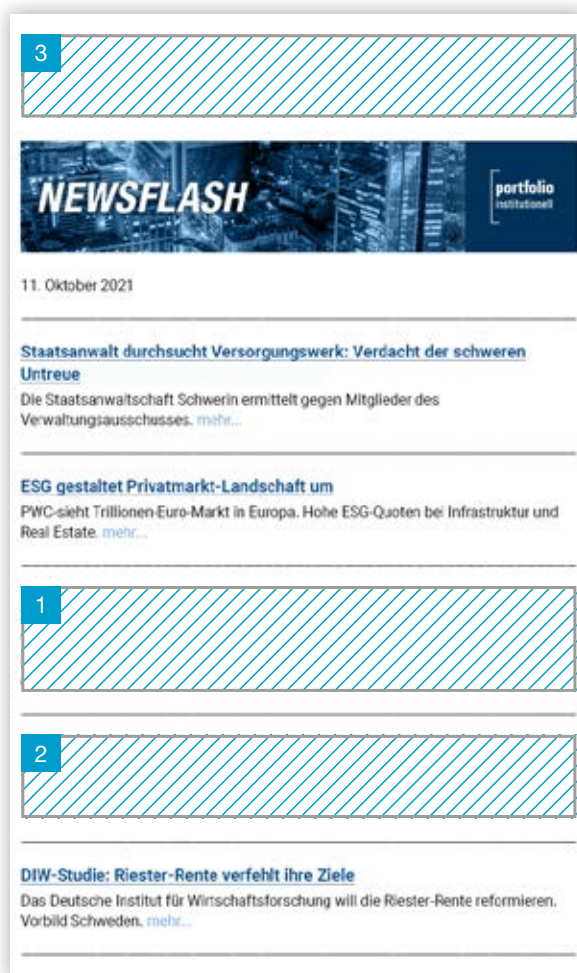 3
NEWSFLASH
portfolio
institutionell
11. Oktober 2021
Staatsanwalt durchsucht Versorgungswerk: Verdacht der schweren
Untreue
Die Staatsanwaltschaft Schwerin ermittelt gegen Mitglieder des
Verwaltungsausschusses. mehr...
ESG gestaltet Privatmarkt-Landschaft um
PWC-sieht Trillionen-Euro-Markt in Europa. Hohe ESG-Quoten bei Infrastruktur und
Real Estate. mehr...
1
2
DIW-Studie: Riester-Rente verfehlt ihre Ziele
Das Deutsche Institut für Wirtschaftsforschung will die Riester-Rente reformieren.
Vorbild Schweden. mehr...